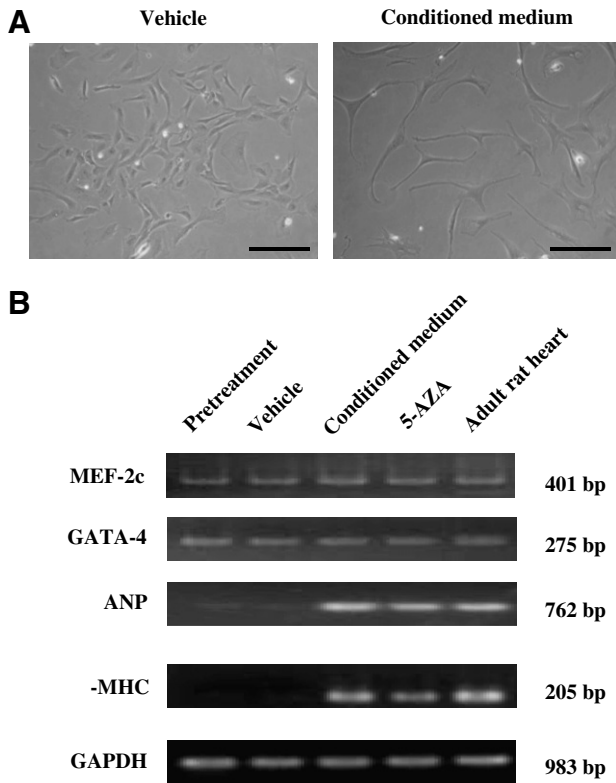 A
Vehicle
Conditioned medium
B
Pretreatment
Vehicle
Conditioned medium
5-AZA
Adult rat heart
MEF-2c
401 bp
GATA-4
275 bp
ANP
762 bp
-MHC
205 bp
GAPDH
983 bp